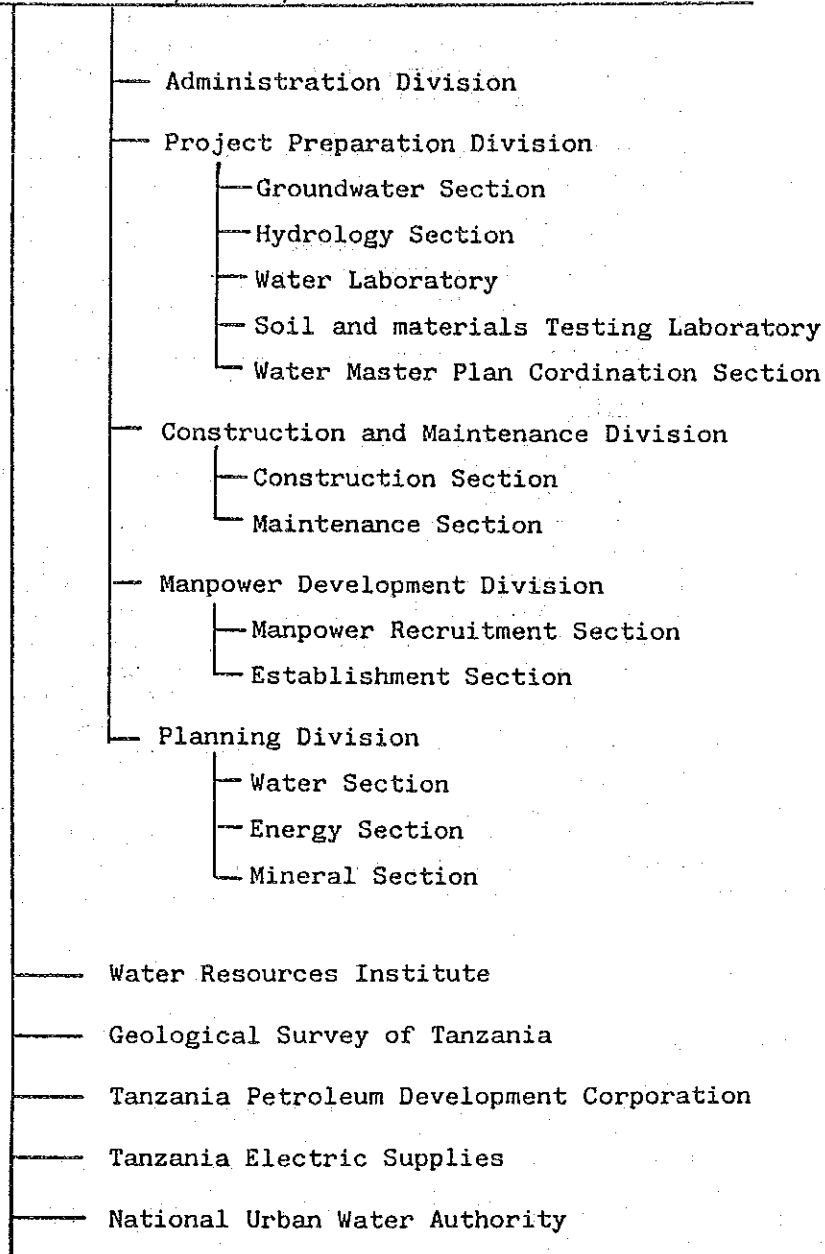 Administration Division
Project Preparation Division
Groundwater Section
Hydrology Section
Water Laboratory
Soil and materials Testing Laboratory
Water Master Plan Cordination Section
Construction and Maintenance Division
Construction Section
Maintenance Section
Manpower Development Division
Manpower Recruitment Section
Establishment Section
Planning Division
Water Section
Energy Section
Mineral Section
Water Resources Institute
Geological Survey of Tanzania
Tanzania Petroleum Development Corporation
Tanzania Electric Supplies
National Urban Water Authority